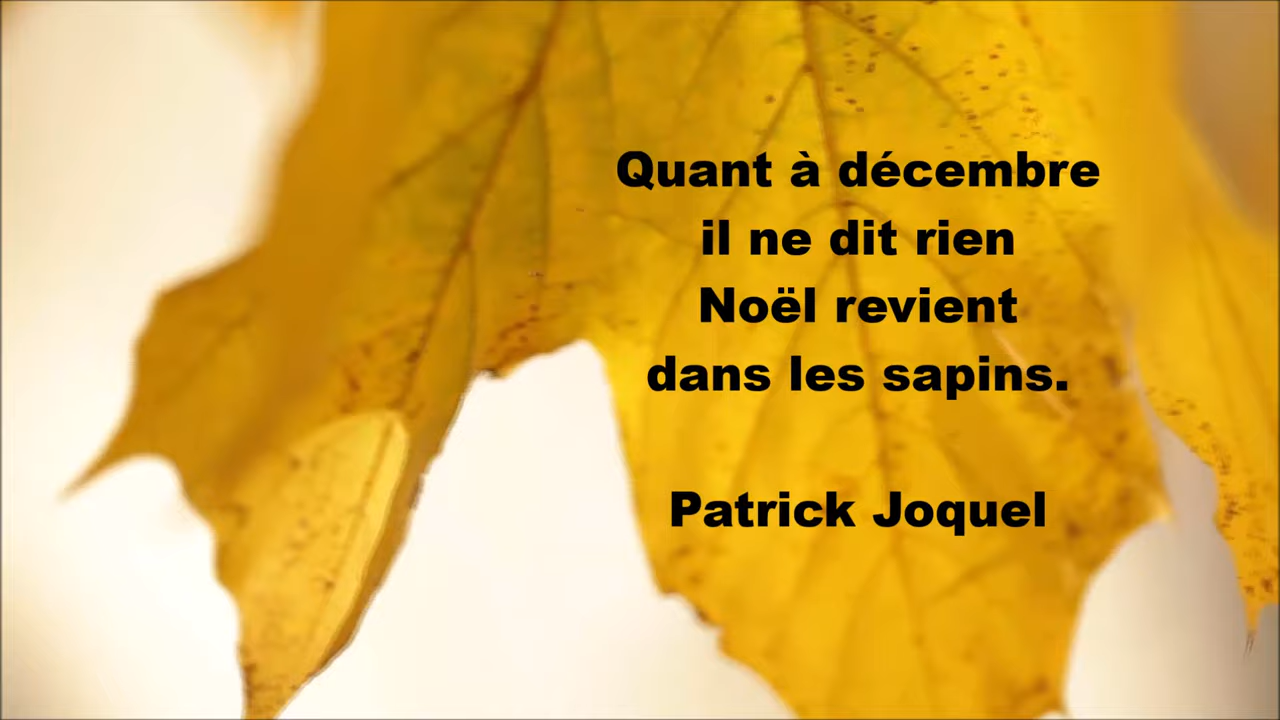 Quant à décembre
il ne dit rien
Noël revient
dans les sapins.
Patrick Joquel